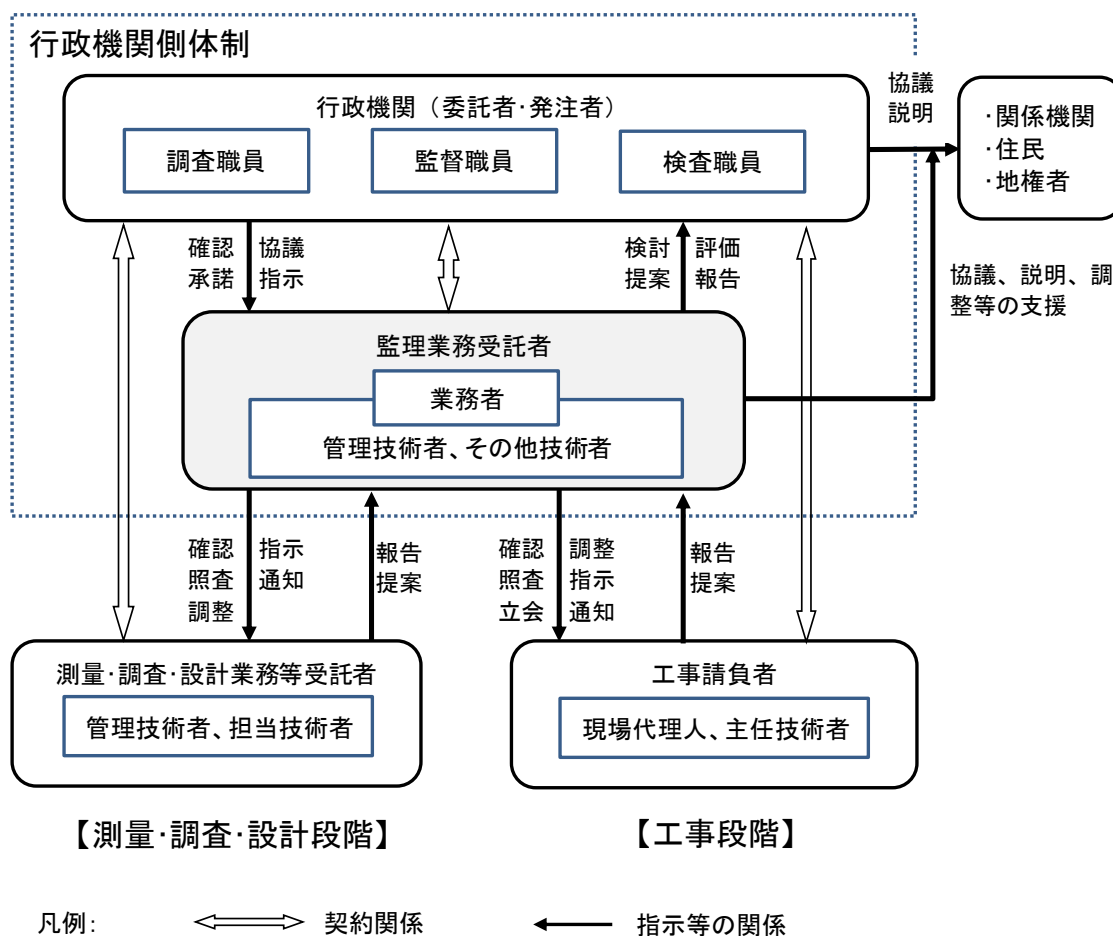 行政機関側体制
行政機関（委託者・発注者）
調査職員
監督職員
検査職員
協議
説明
・関係機関
・住民
・地権者
確認
承諾
協議
指示
検討
提案
評価
報告
協議、説明、調
整等の支援
監理業務受託者
業務者
管理技術者、その他技術者
確認
照査
調整
指示
通知
報告
提案
確認
照査
立会
調整
指示
通知
報告
提案
測量・調査・設計業務等受託者
管理技術者、担当技術者
工事請負者
現場代理人、主任技術者
【測量・調査・設計段階】
【工事段階】
凡例：
契約関係
指示等の関係